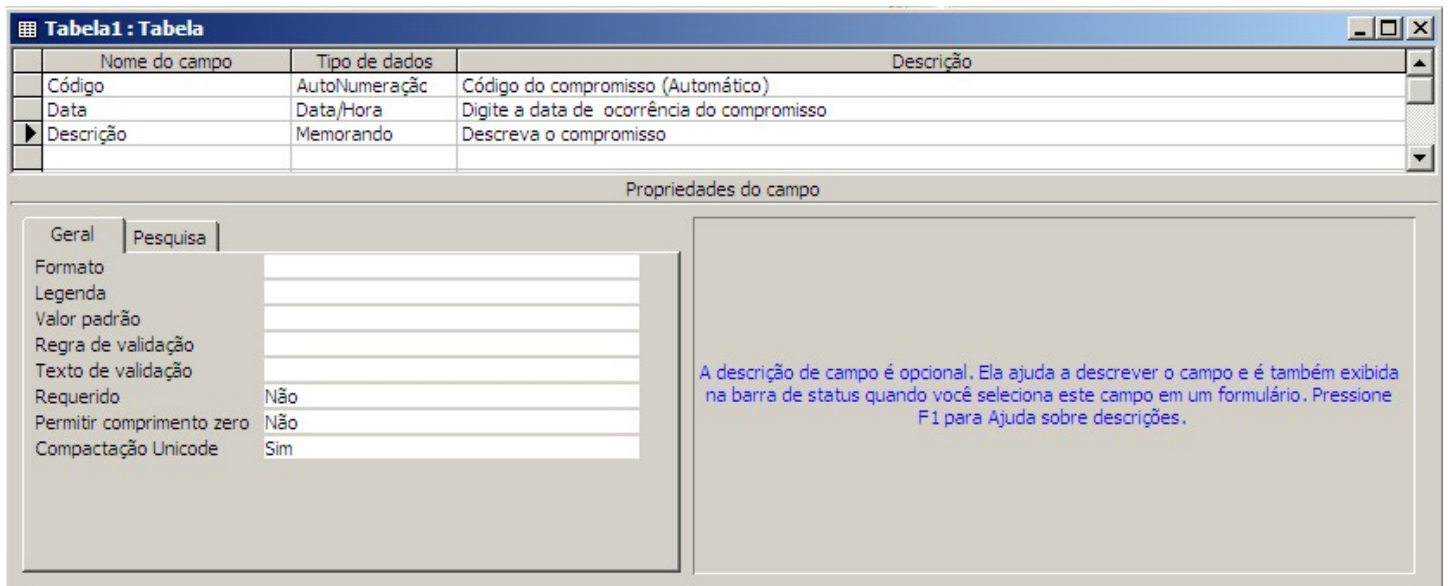 Tabela1 : Tabela
Nome do campo Tipo de dados Descrição
Código AutoNumeraçãc Código do compromisso (Automático)
Data Data/Hora Digite a data de ocorrência do compromisso
Descrição Memorando Descreva o compromisso
Propriedades do campo
Geral Pesquisa
Formato
Legenda
Valor padrão
Regra de validação
Texto de validação
Requerido Não
Permitir comprimento zero Não
Compactação Unicode Sim
A descrição de campo é opcional. Ela ajuda a descrever o campo e é também exibida
na barra de status quando você seleciona este campo em um formulário. Pressione
F1 para Ajuda sobre descrições.